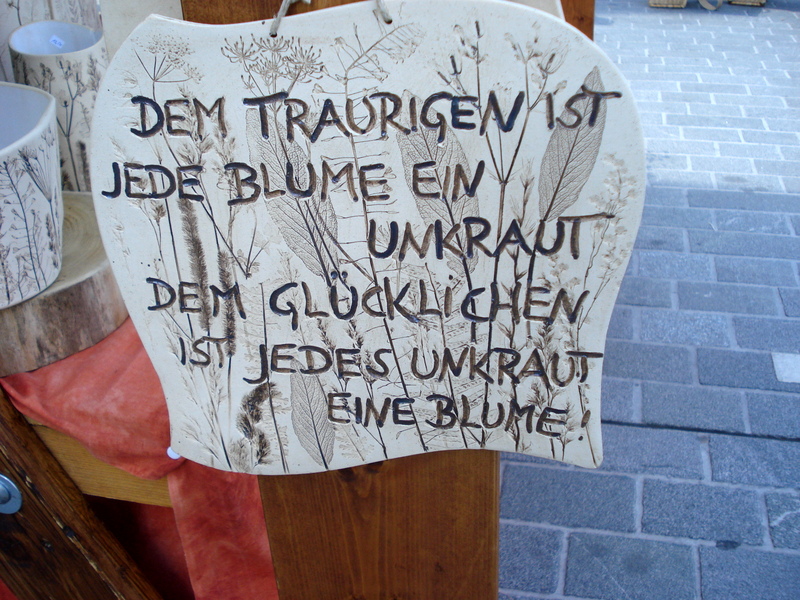 DEM TRAURIGEN IST
JEDE BLUME EIN
UNKRAUT
DEM GLÜCKLiCHEN
IST JEDES UNKRAUT
EINE BLUME!